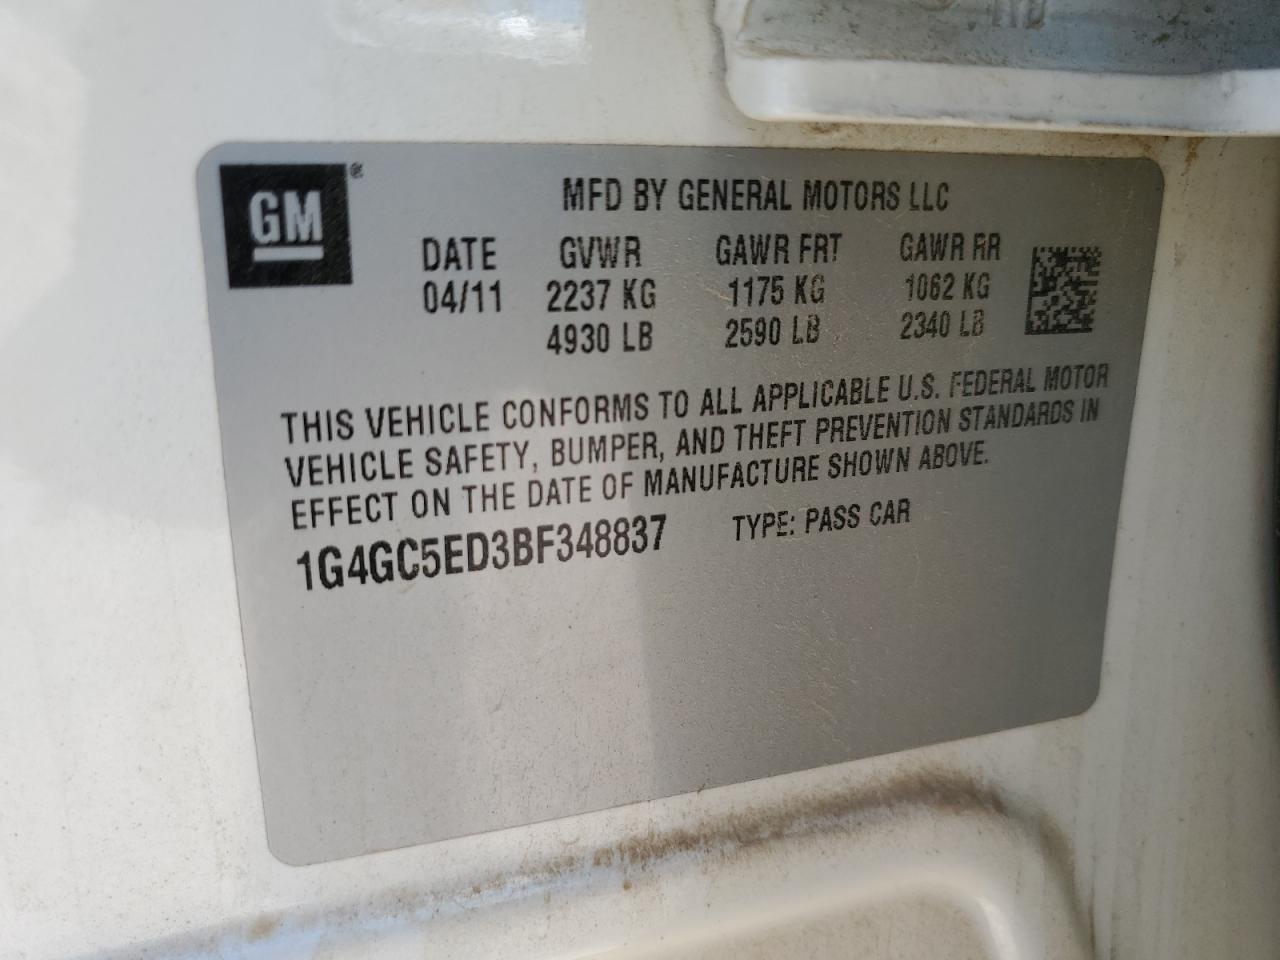 GM
MFD BY GENERAL MOTORS LLC
DATE GVWR GAWR FRT GAWR RR
04/11 2237 KG 1175 KG 1062 KG
4930 LB 2590 LB 2340 LB
THIS VEHICLE CONFORMS TO ALL APPLICABLE U.S. FEDERAL MOTOR
VEHICLE SAFETY, BUMPER, AND THEFT PREVENTION STANDARDS IN
EFFECT ON THE DATE OF MANUFACTURE SHOWN ABOVE.
1G4GC5ED3BF348837 TYPE: PASS CAR